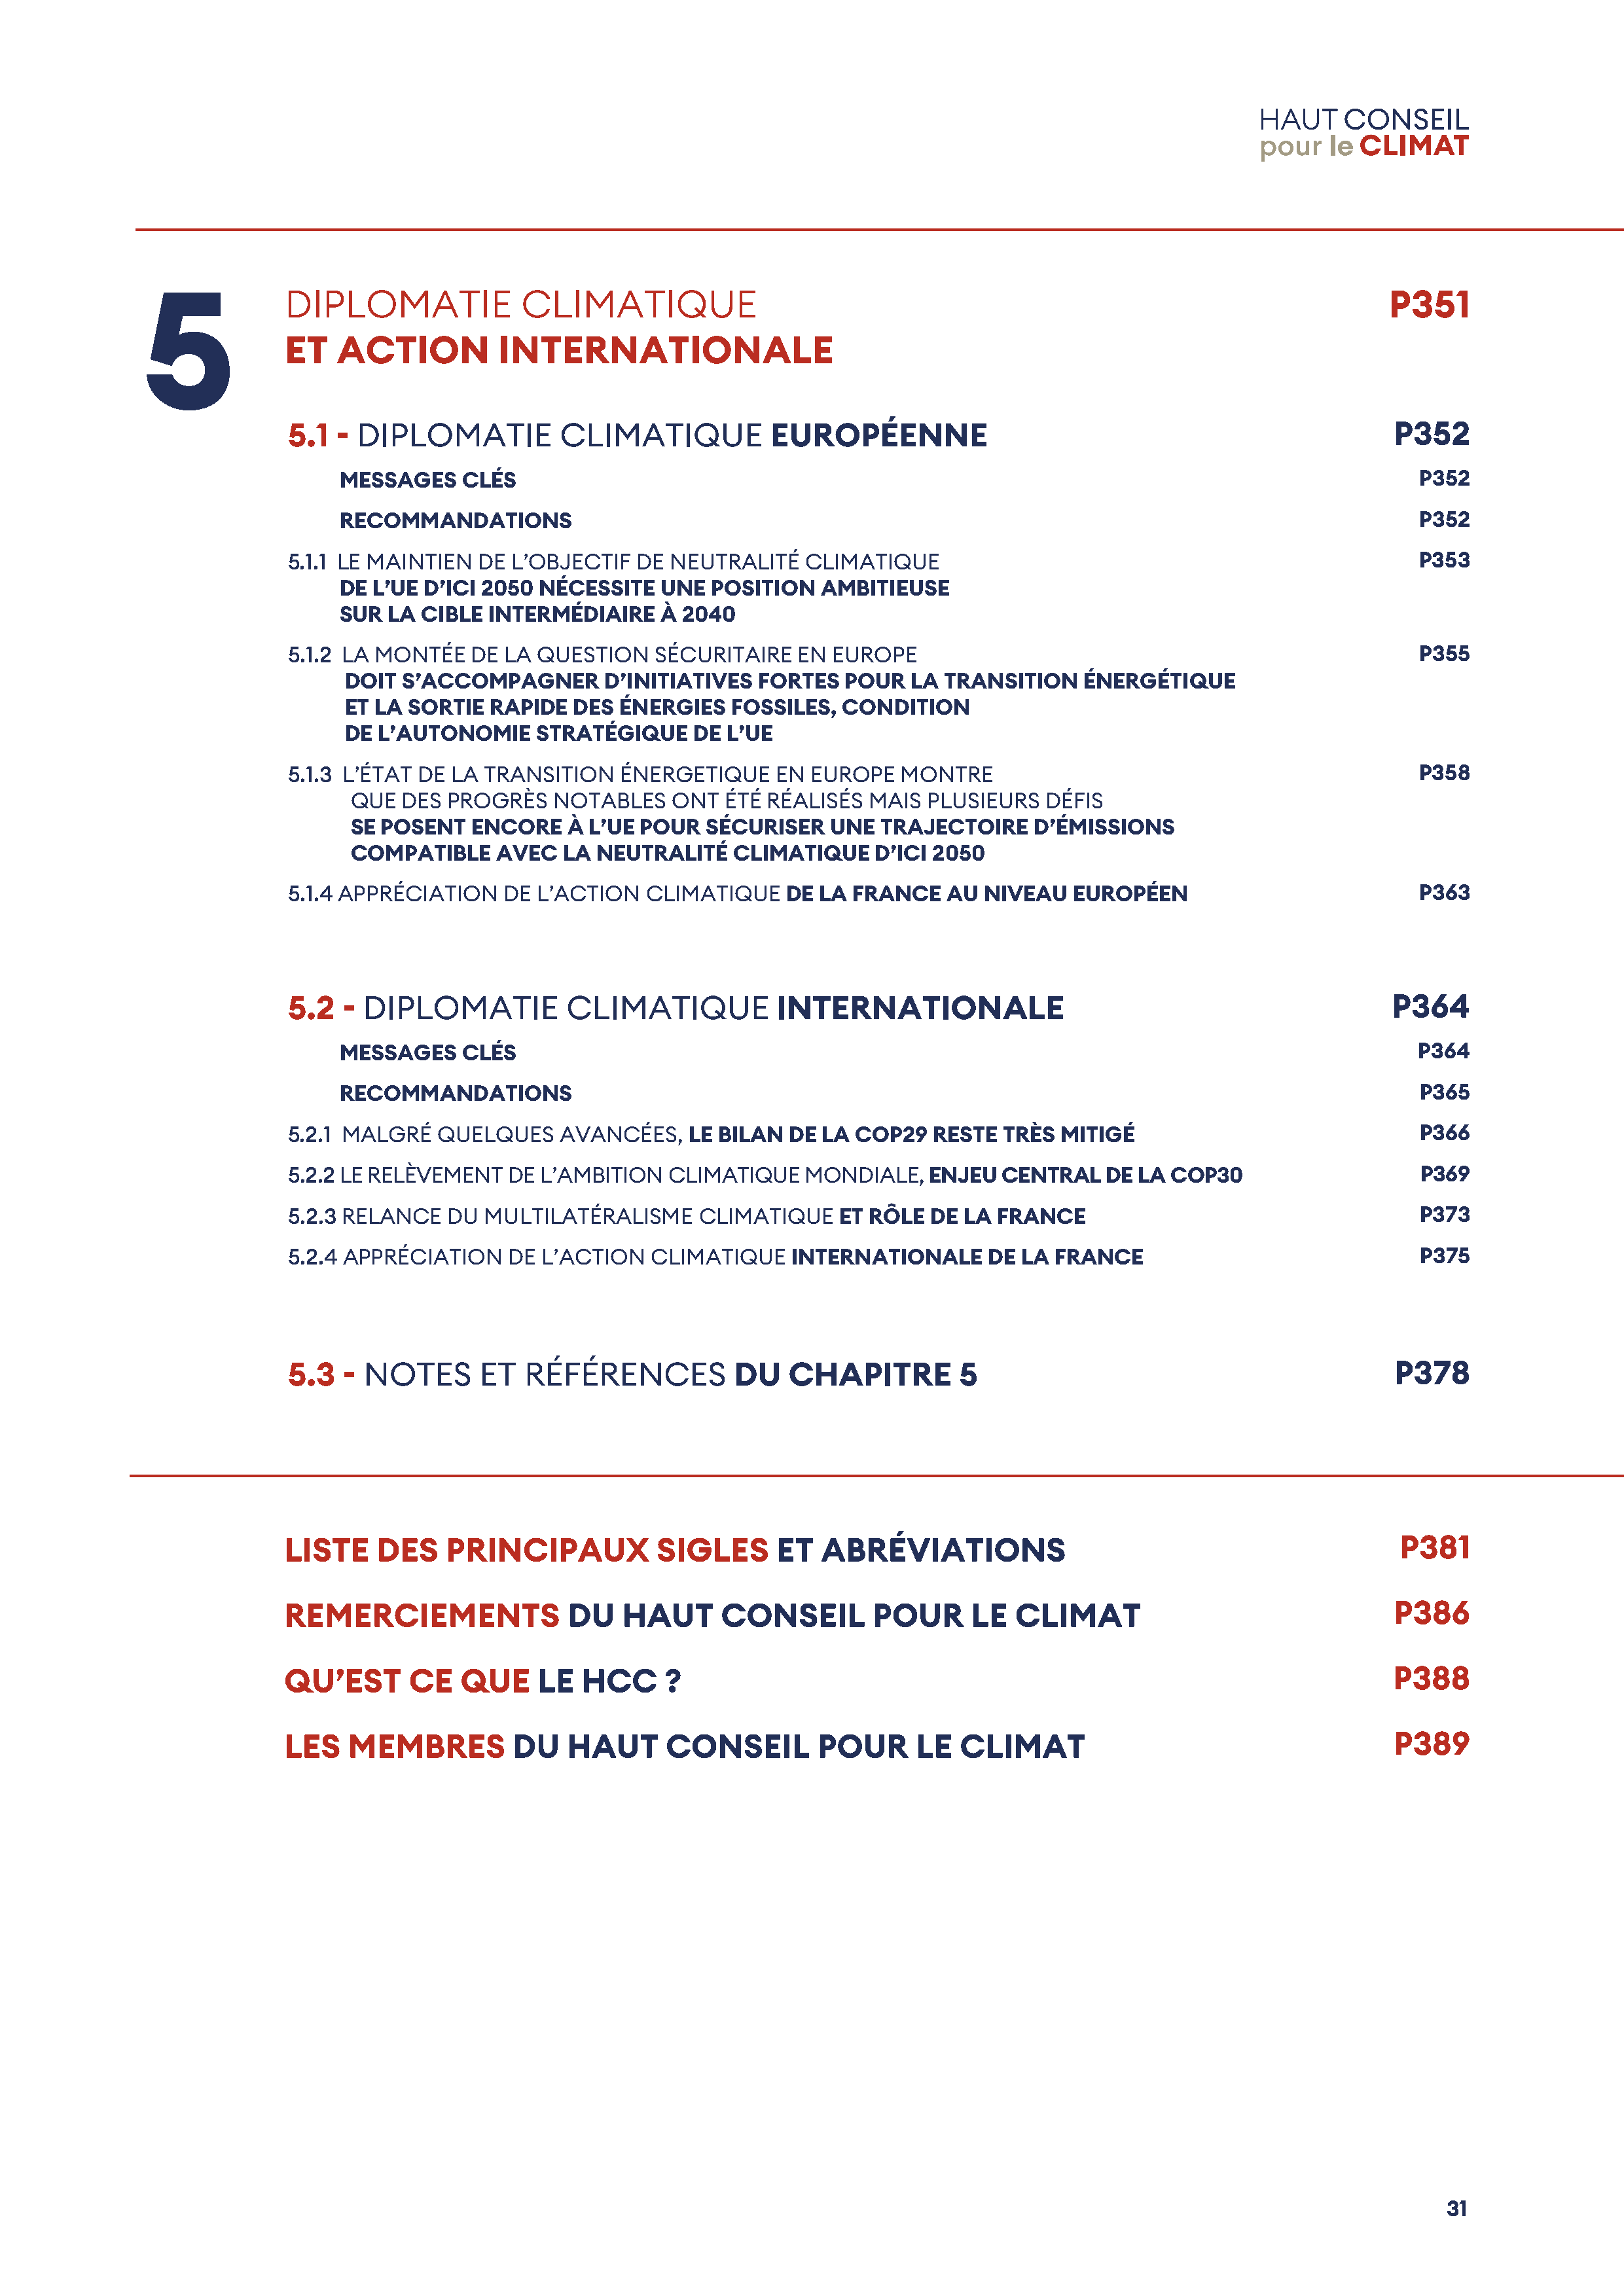 HAUT CONSEIL
pour le CLIMAT
5
DIPLOMATIE CLIMATIQUE P351
ET ACTION INTERNATIONALE
5.1 - DIPLOMATIE CLIMATIQUE EUROPÉENNE P352
MESSAGES CLÉS P352
RECOMMANDATIONS P352
5.1.1 LE MAINTIEN DE L’OBJECTIF DE NEUTRALITÉ CLIMATIQUE P353
DE L’UE D’ICI 2050 NÉCESSITE UNE POSITION AMBITIEUSE
SUR LA CIBLE INTERMÉDIAIRE À 2040
5.1.2 LA MONTÉE DE LA QUESTION SÉCURITAIRE EN EUROPE P355
DOIT S’ACCOMPAGNER D’INITIATIVES FORTES POUR LA TRANSITION ÉNERGÉTIQUE
ET LA SORTIE RAPIDE DES ÉNERGIES FOSSILES, CONDITION
DE L’AUTONOMIE STRATÉGIQUE DE L’UE
5.1.3 L’ÉTAT DE LA TRANSITION ÉNERGETIQUE EN EUROPE MONTRE P358
QUE DES PROGRÈS NOTABLES ONT ÉTÉ RÉALISÉS MAIS PLUSIEURS DÉFIS
SE POSENT ENCORE À L’UE POUR SÉCURISER UNE TRAJECTOIRE D’ÉMISSIONS
COMPATIBLE AVEC LA NEUTRALITÉ CLIMATIQUE D’ICI 2050
5.1.4 APPRÉCIATION DE L’ACTION CLIMATIQUE DE LA FRANCE AU NIVEAU EUROPÉEN P363
5.2 - DIPLOMATIE CLIMATIQUE INTERNATIONALE P364
MESSAGES CLÉS P364
RECOMMANDATIONS P365
5.2.1 MALGRÉ QUELQUES AVANCÉES, LE BILAN DE LA COP29 RESTE TRÈS MITIGÉ P366
5.2.2 LE RELÈVEMENT DE L’AMBITION CLIMATIQUE MONDIALE, ENJEU CENTRAL DE LA COP30 P369
5.2.3 RELANCE DU MULTILATÉRALISME CLIMATIQUE ET RÔLE DE LA FRANCE P373
5.2.4 APPRÉCIATION DE L’ACTION CLIMATIQUE INTERNATIONALE DE LA FRANCE P375
5.3 - NOTES ET RÉFÉRENCES DU CHAPITRE 5 P378
LISTE DES PRINCIPAUX SIGLES ET ABRÉVIATIONS P381
REMERCIEMENTS DU HAUT CONSEIL POUR LE CLIMAT P386
QU’EST CE QUE LE HCC ? P388
LES MEMBRES DU HAUT CONSEIL POUR LE CLIMAT P389
31